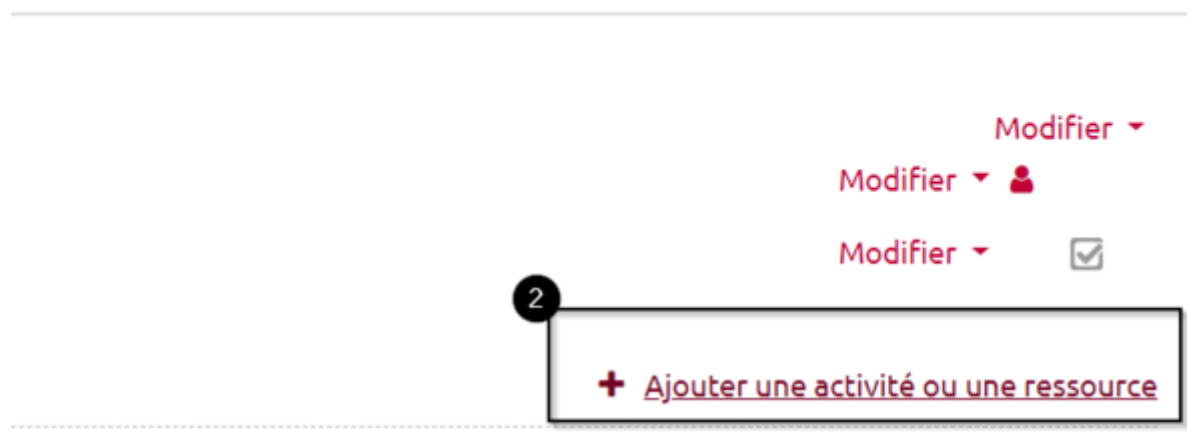 Modifier
Modifier
Modifier
2
Ajouter une activité ou une ressource